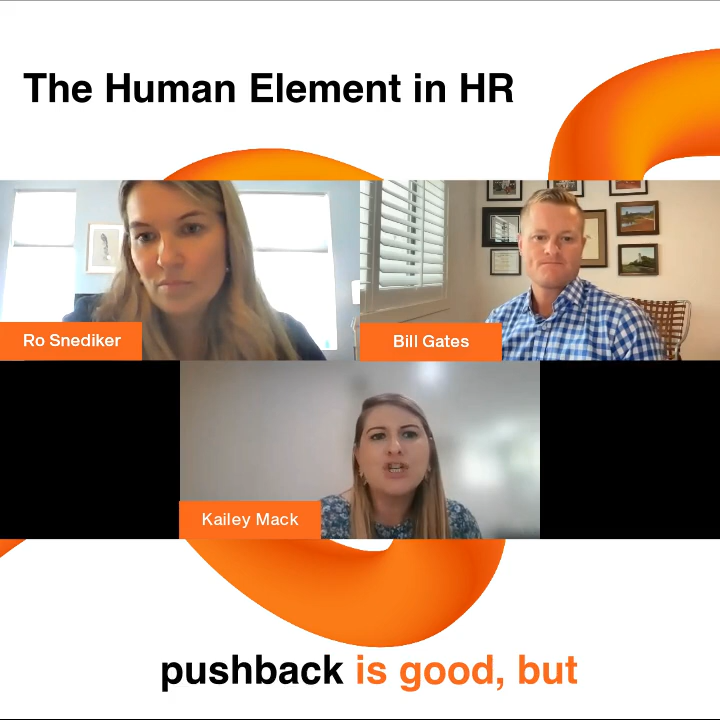 The Human Element in HR
Ro Snediker
Bill Gates
Kailey Mack
pushback is good, but